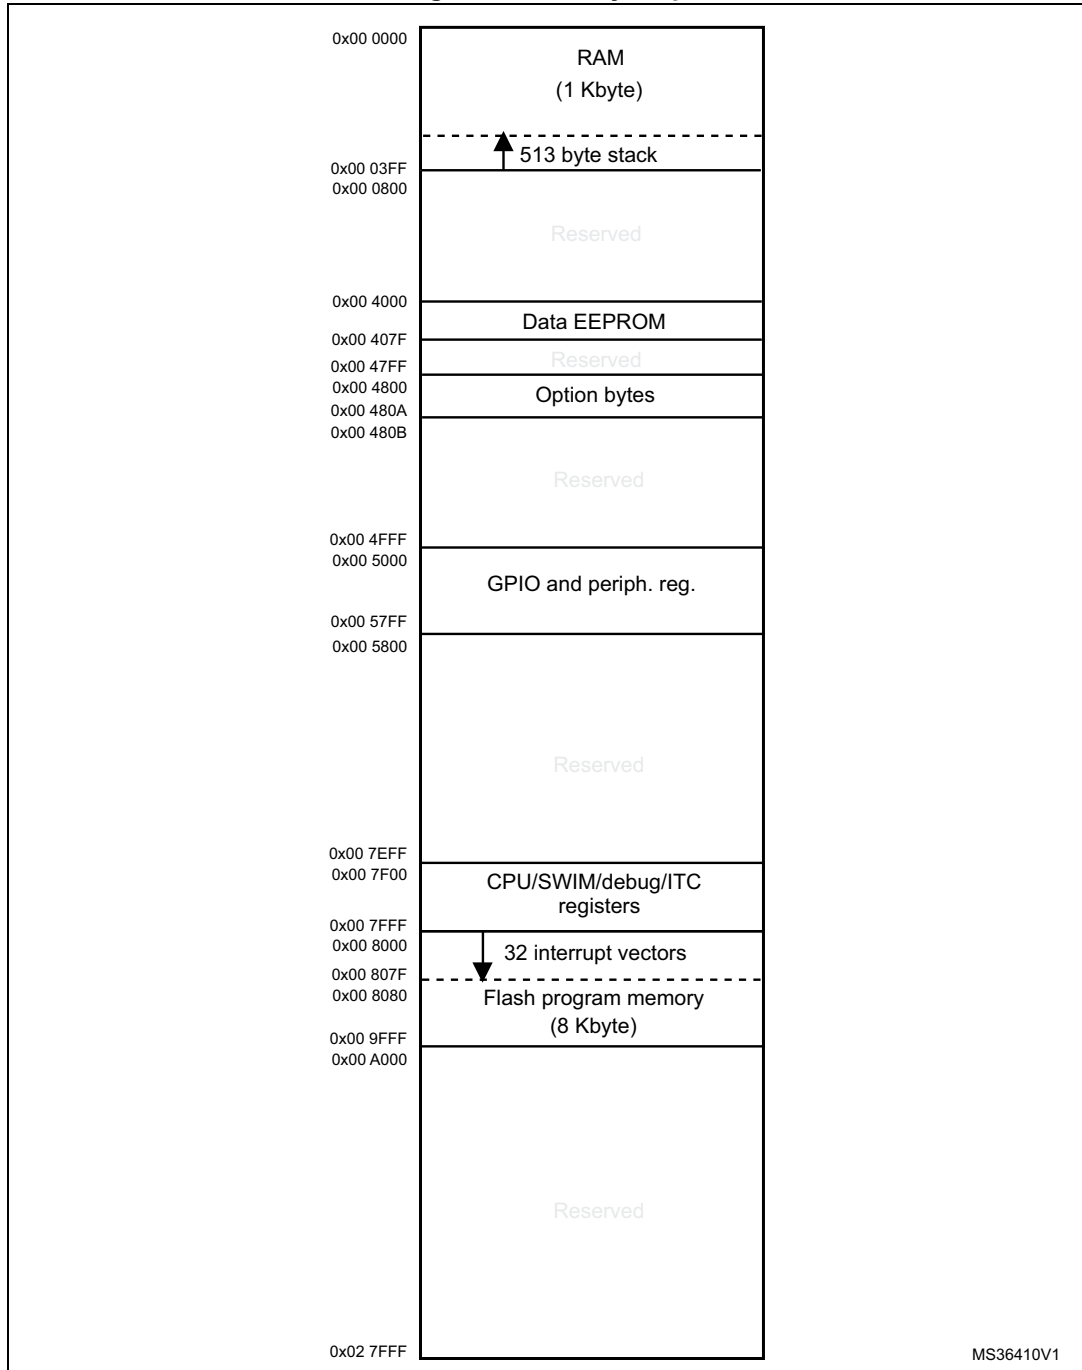 0x00 0000
RAM
(1 Kbyte)
513 byte stack
0x00 03FF
0x00 0800
Reserved
0x00 4000
Data EEPROM
0x00 407F
Reserved
0x00 47FF
0x00 4800
Option bytes
0x00 480A
0x00 480B
Reserved
0x00 4FFF
0x00 5000
GPIO and periph. reg.
0x00 57FF
0x00 5800
Reserved
0x00 7EFF
0x00 7F00
CPU/SWIM/debug/ITC
registers
0x00 7FFF
0x00 8000
32 interrupt vectors
0x00 807F
0x00 8080
Flash program memory
(8 Kbyte)
0x00 9FFF
0x00 A000
Reserved
0x02 7FFF
MS36410V1